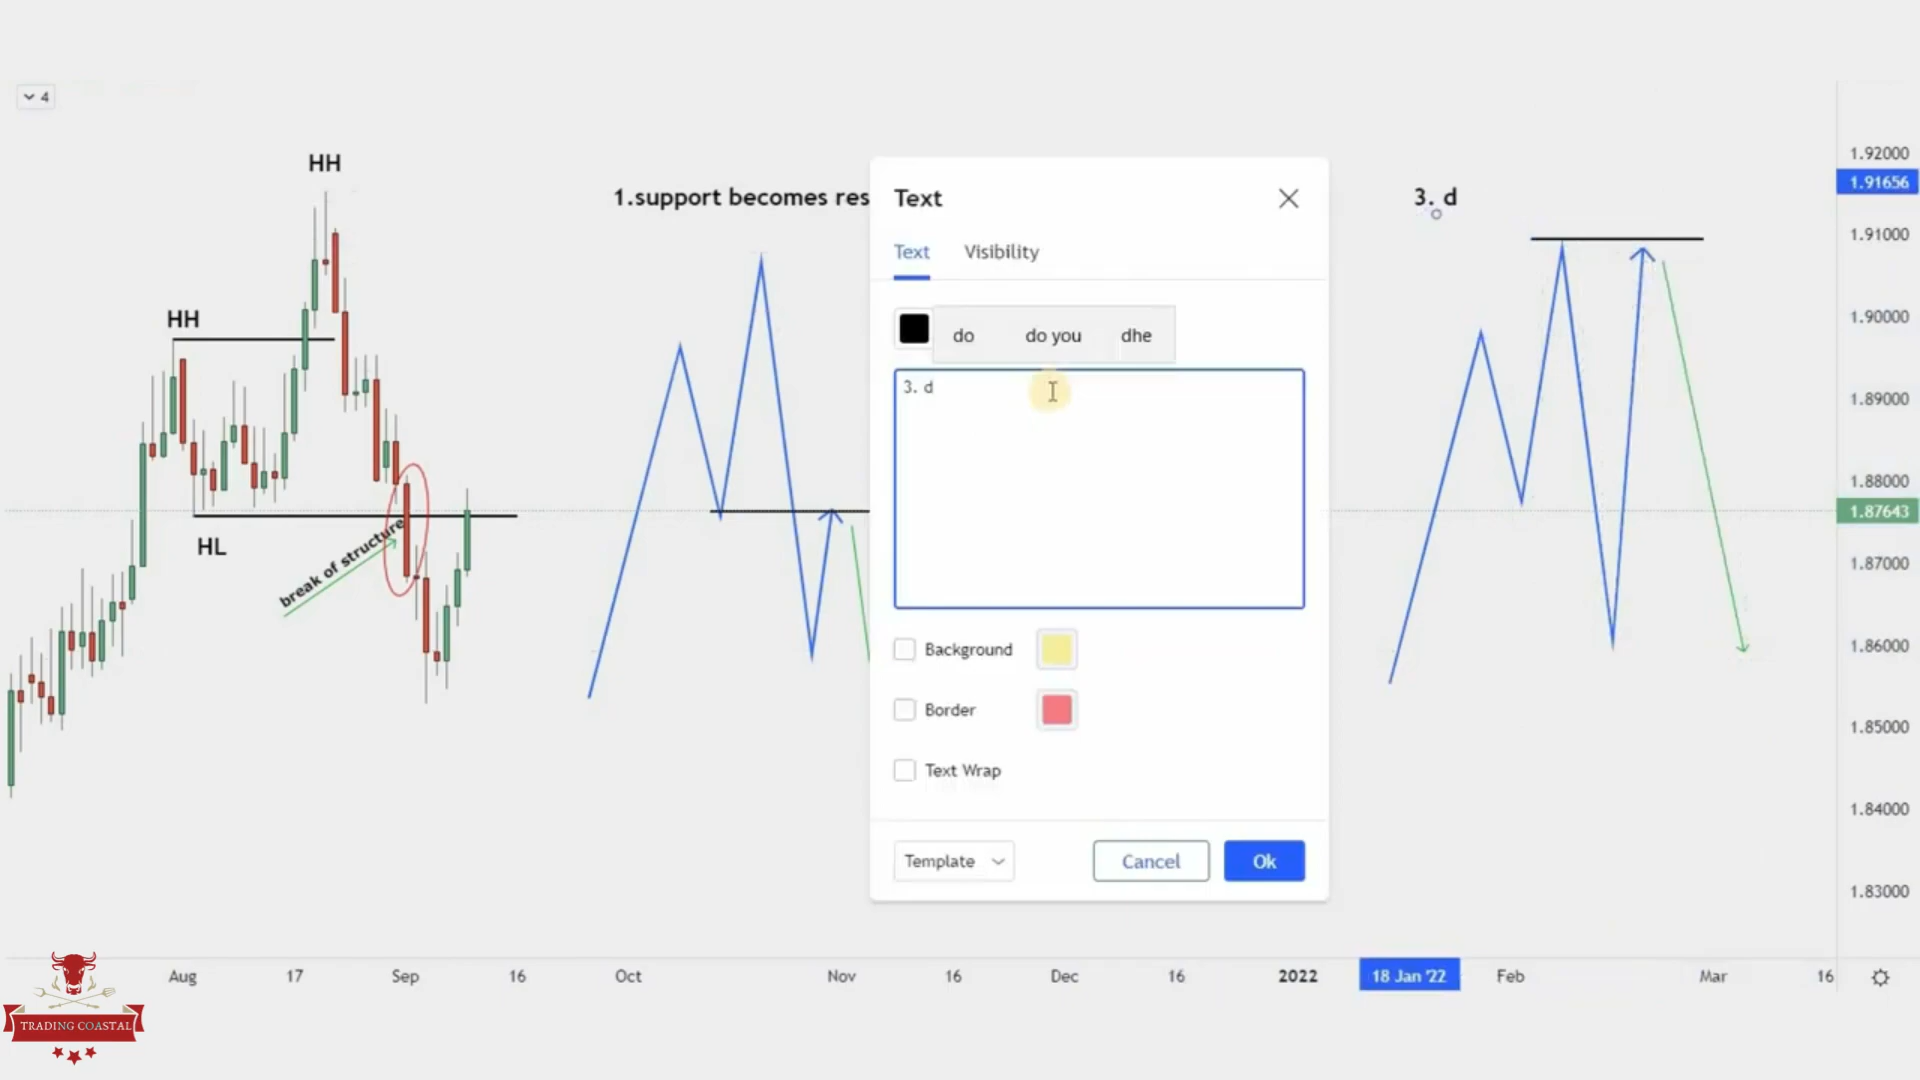 4
HH
HH
HL
break of structure
1.support becomes res
3. d
Text
Text
Visibility
do
do you
dhe
3. d
Background
Border
Text Wrap
Template
Cancel
Ok
1.92000
1.91656
1.91000
1.90000
1.89000
1.88000
1.87643
1.87000
1.86000
1.85000
1.84000
1.83000
Aug
17
Sep
16
Oct
Nov
16
Dec
16
2022
18 Jan '22
Feb
Mar
16
TRADING COASTAL